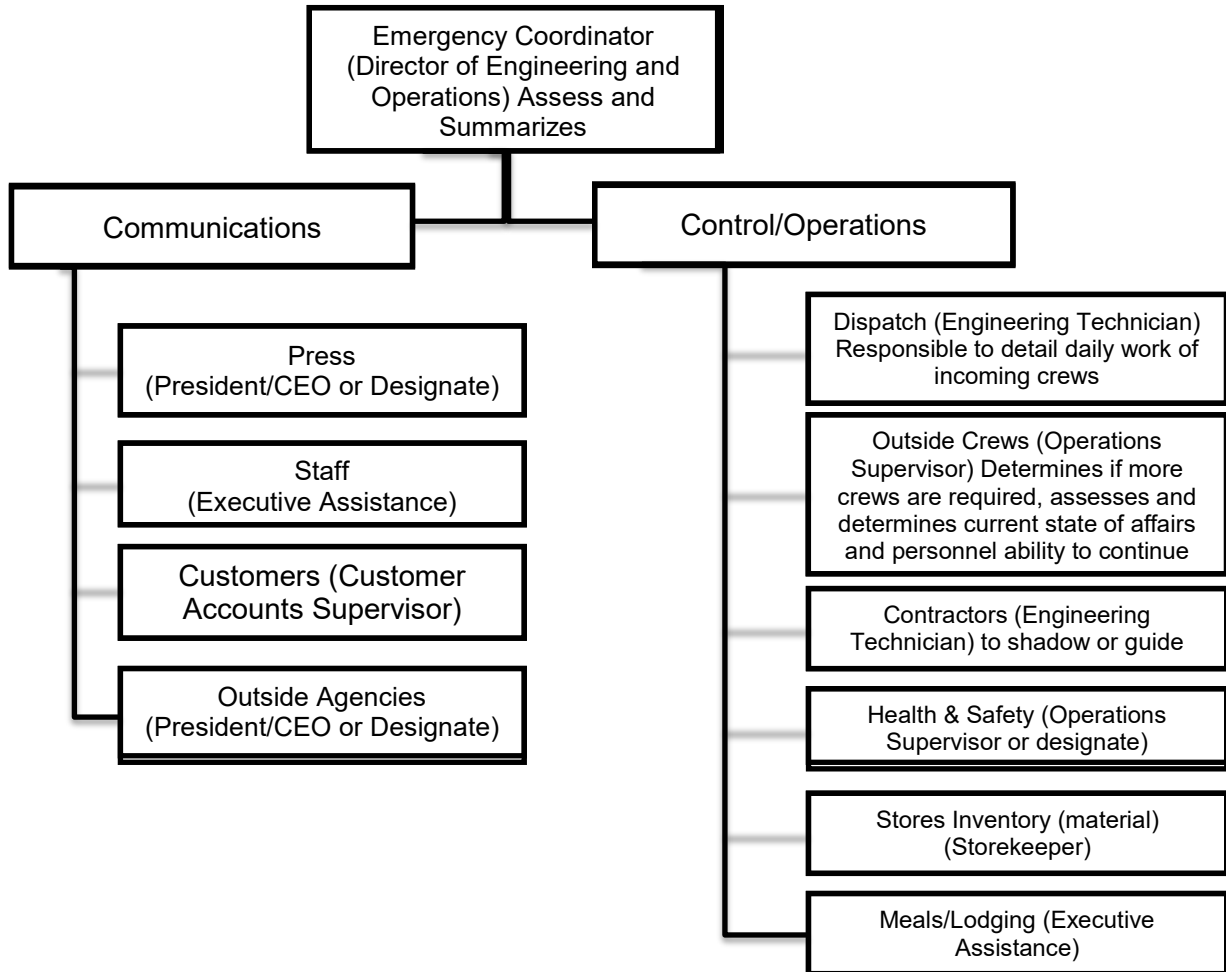 Emergency Coordinator
(Director of Engineering and
Operations) Assess and
Summarizes
Communications
Control/Operations
Press
(President/CEO or Designate)
Staff
(Executive Assistance)
Customers (Customer
Accounts Supervisor)
Outside Agencies
(President/CEO or Designate)
Dispatch (Engineering Technician)
Responsible to detail daily work of
incoming crews
Outside Crews (Operations
Supervisor) Determines if more
crews are required, assesses and
determines current state of affairs
and personnel ability to continue
Contractors (Engineering
Technician) to shadow or guide
Health & Safety (Operations
Supervisor or designate)
Stores Inventory (material)
(Storekeeper)
Meals/Lodging (Executive
Assistance)